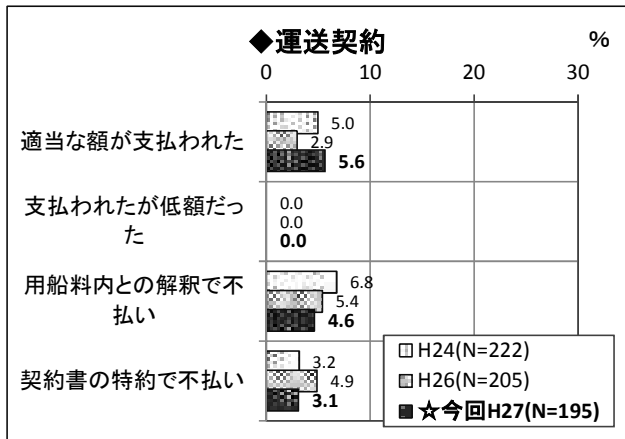 ◆運送契約
%
0 10 20 30
適当な額が支払われた
5.0
2.9
5.6
支払われたが低額だっ
た
0.0
0.0
0.0
用船料内との解釈で不
払い
6.8
5.4
4.6
契約書の特約で不払い
3.2
4.9
3.1
H24(N=222)
H26(N=205)
☆今回H27(N=195)